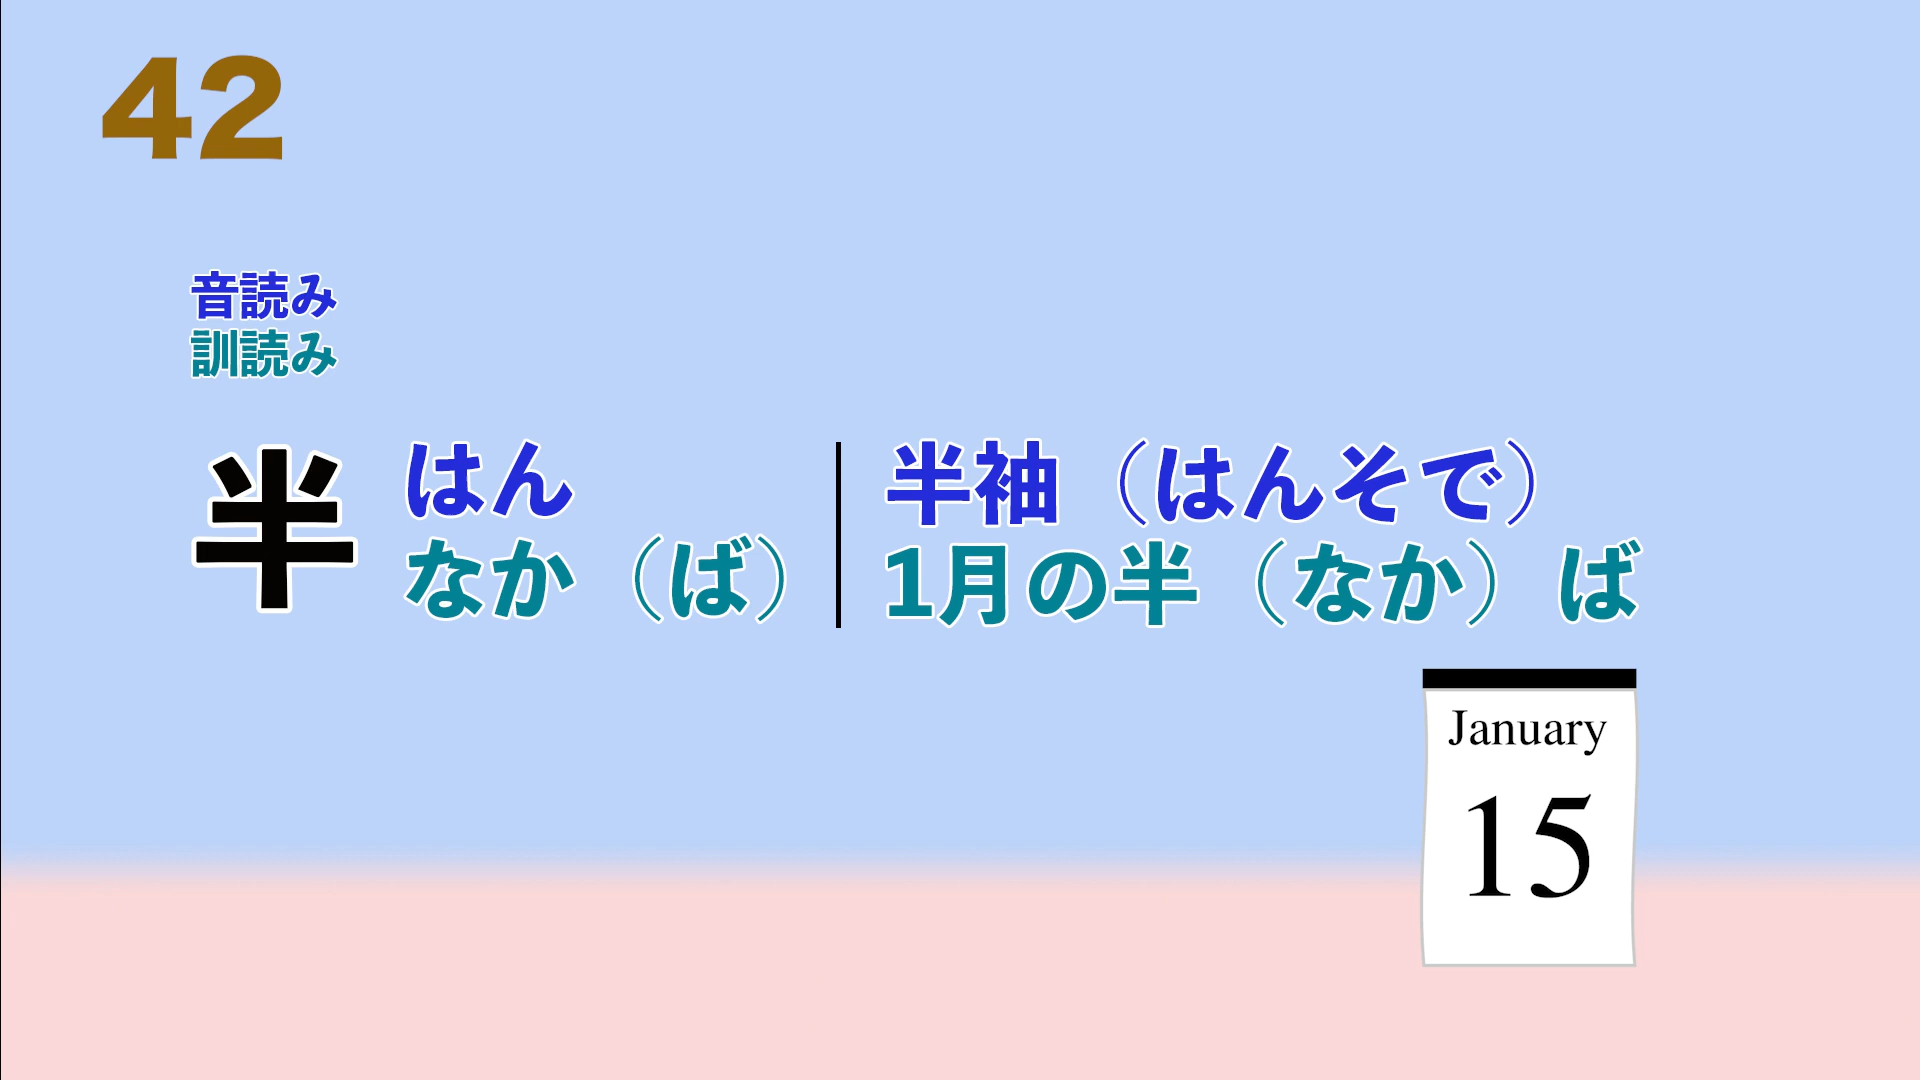 42
音読み
訓読み
半
はん
なか（ば）
半袖（はんそで）
1月の半（なか）ば
January
15